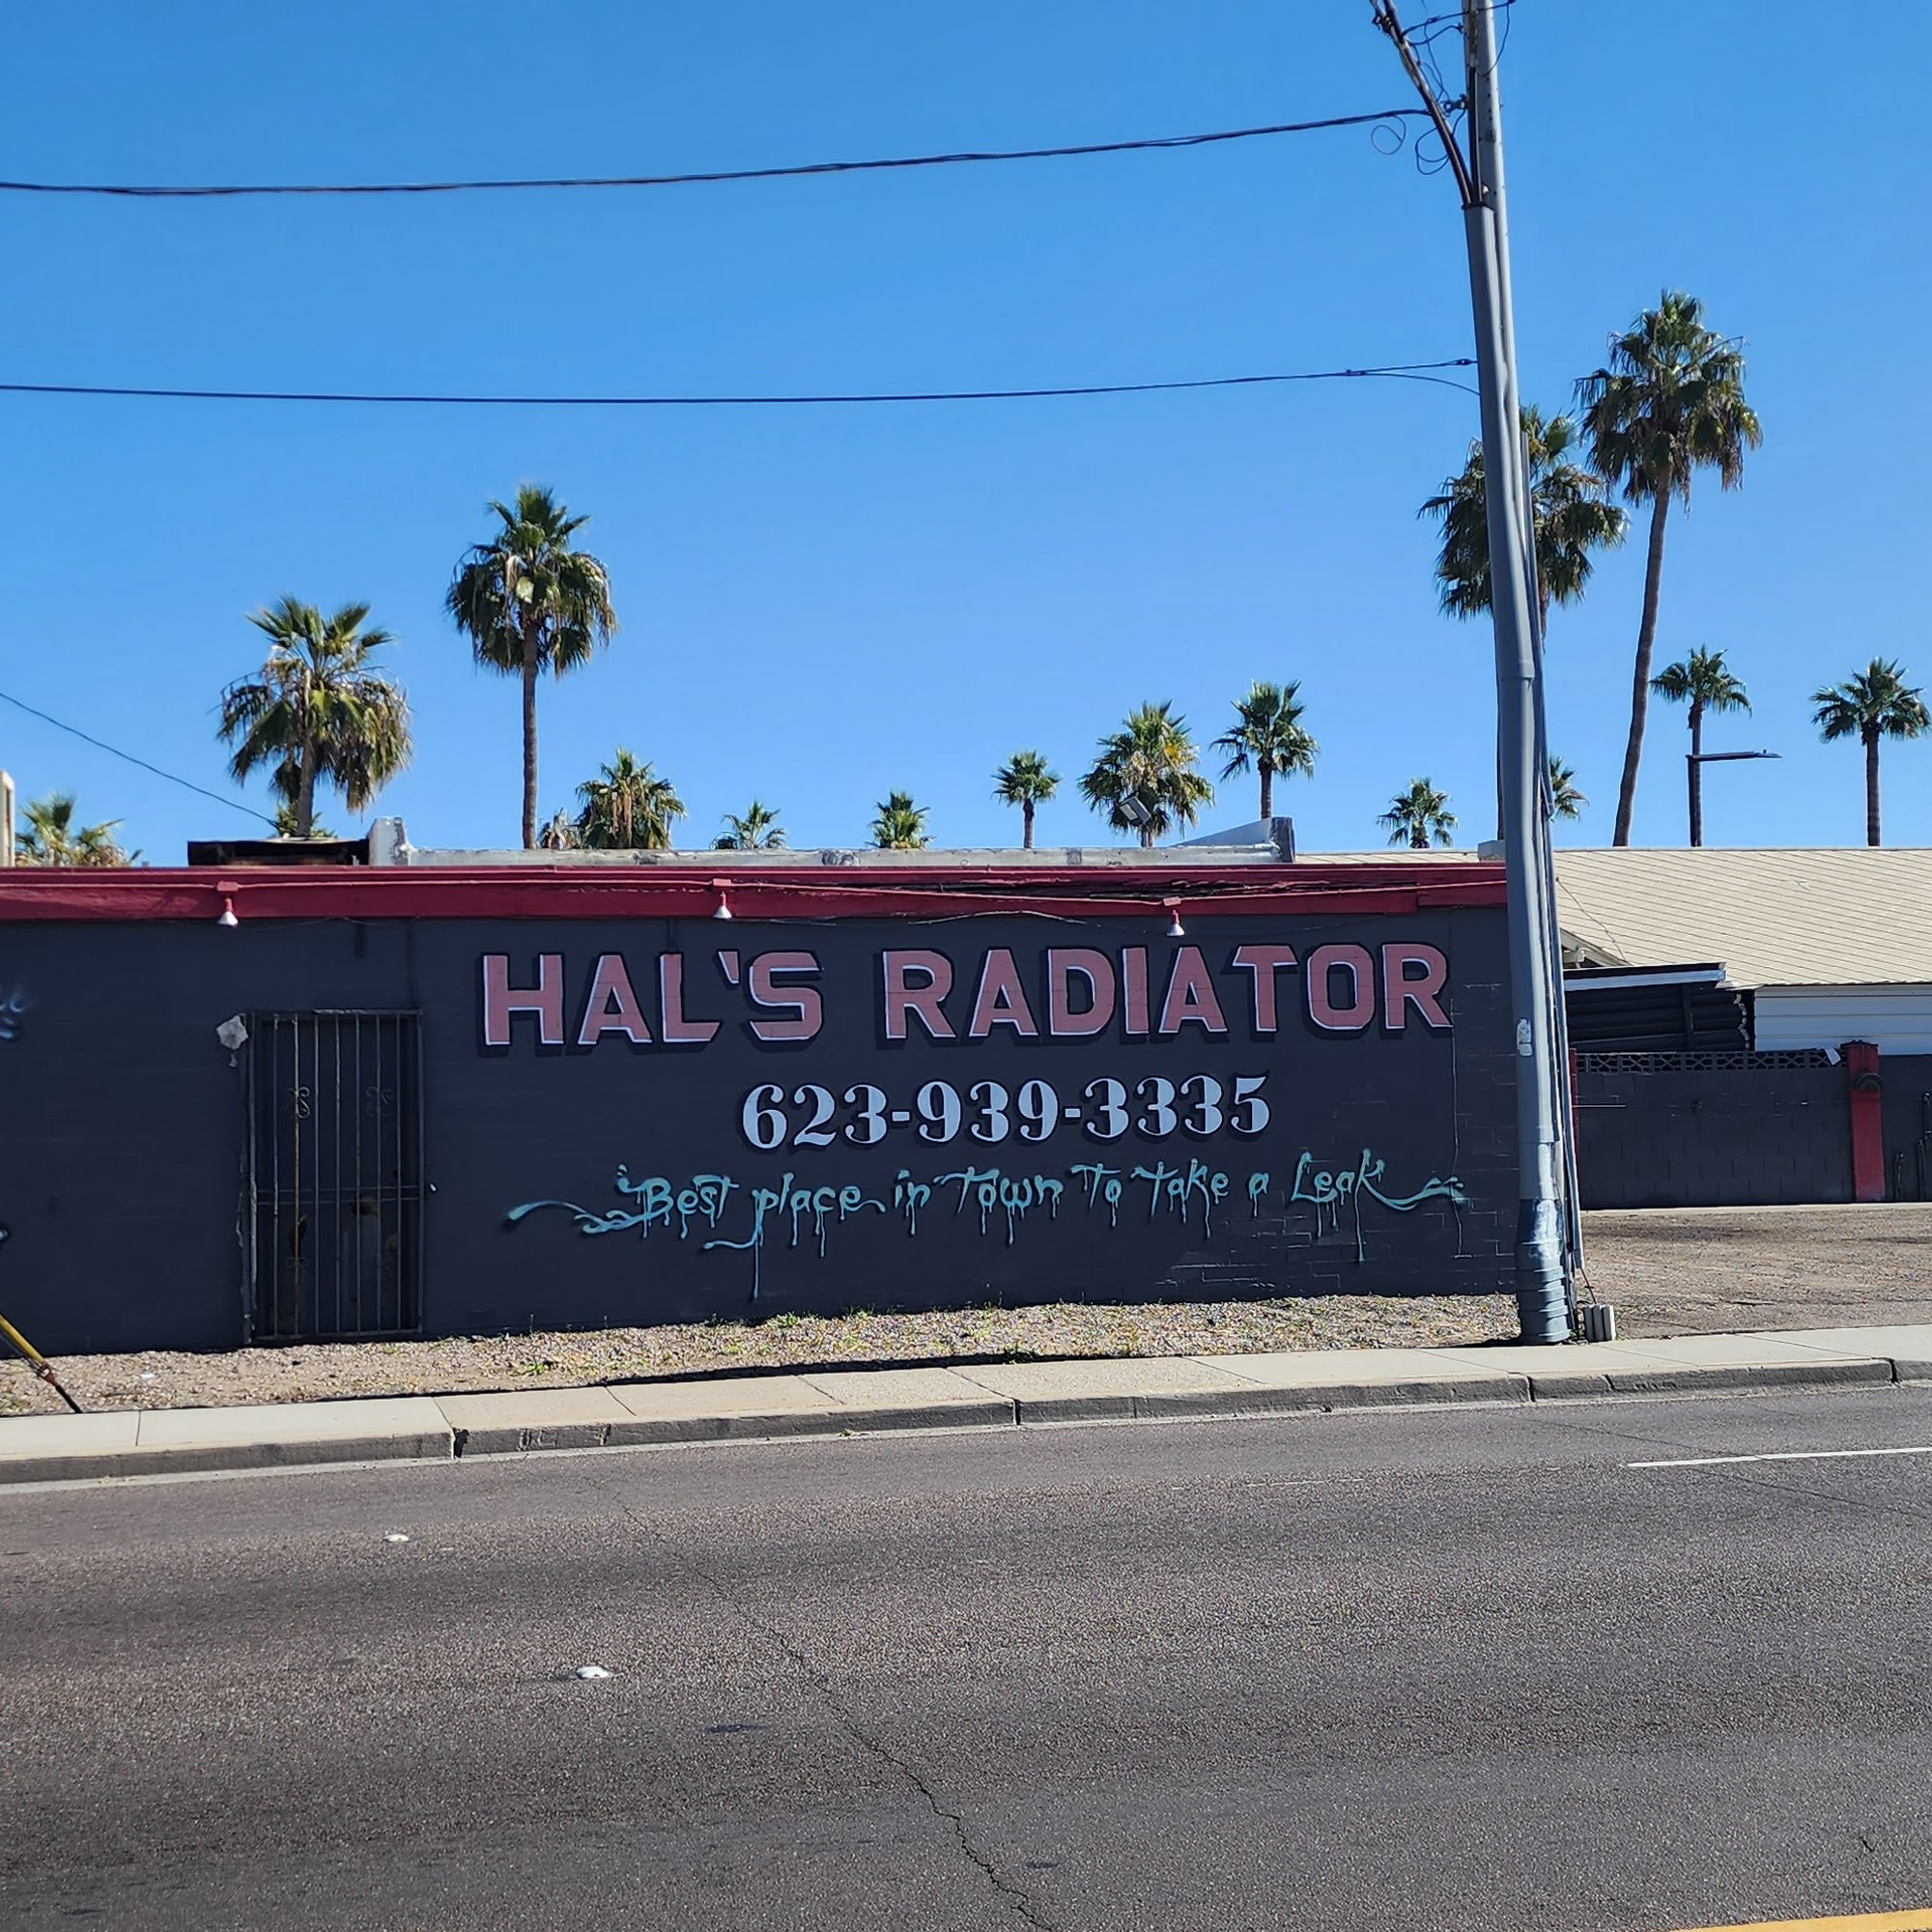 HAL'S RADIATOR
623-939-3335
"Best place in Town To Take a Leak"